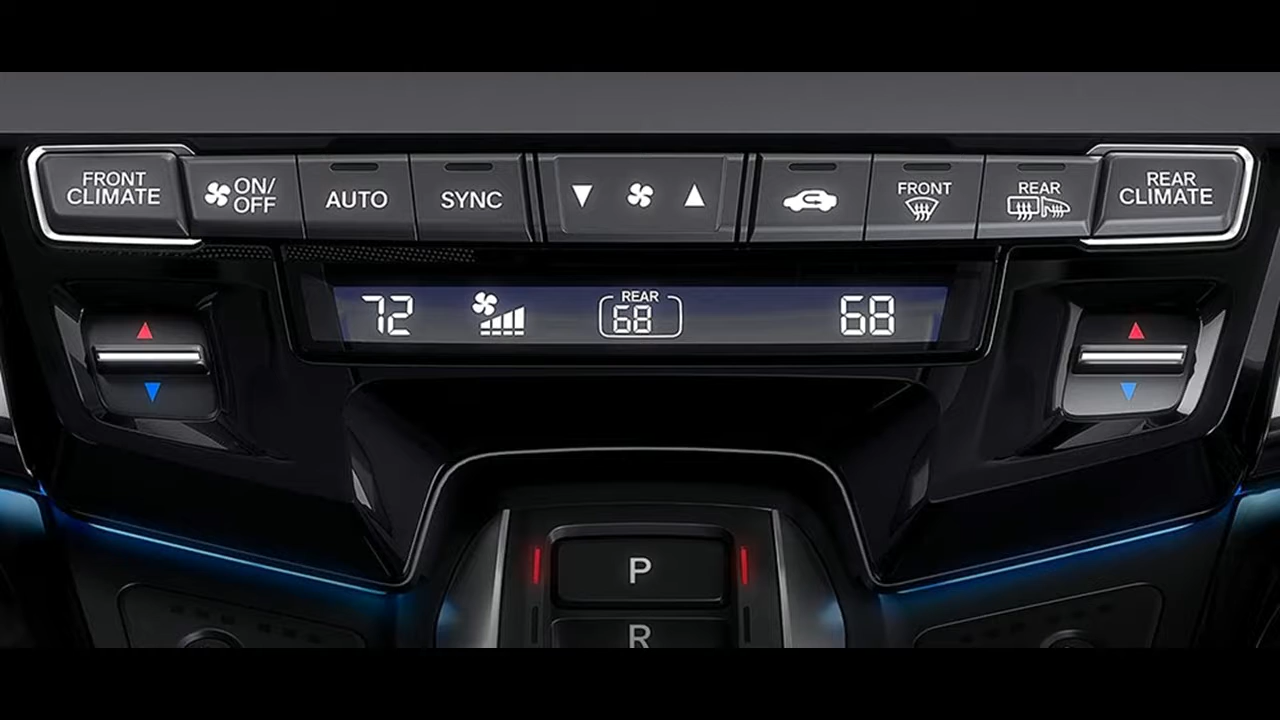 FRONT
CLIMATE
ON/
OFF
AUTO
SYNC
FRONT
REAR
REAR
CLIMATE
72
REAR
68
68
P
R